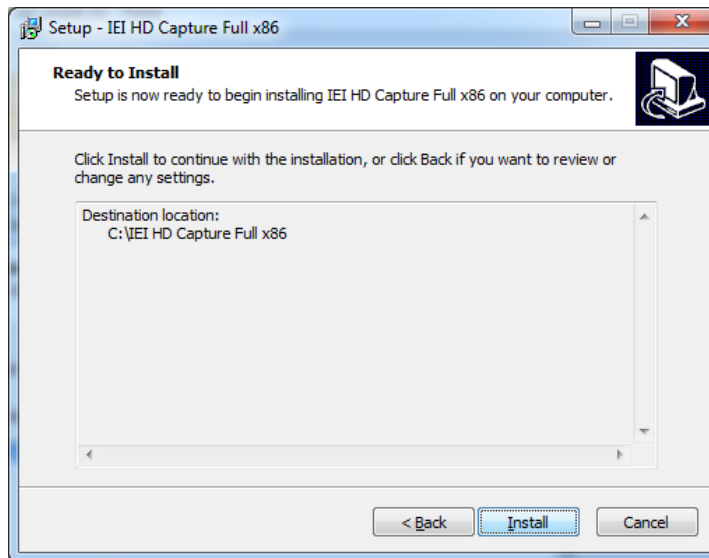 Setup - IEI HD Capture Full x86
Ready to Install
Setup is now ready to begin installing IEI HD Capture Full x86 on your computer.
Click Install to continue with the installation, or click Back if you want to review or
change any settings.
Destination location:
C:\IEI HD Capture Full x86
< Back
Install
Cancel